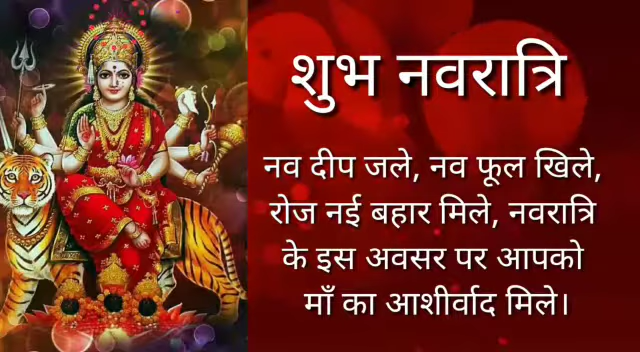 शुभ नवरात्रि
नव दीप जले, नव फूल खिले,
रोज नई बहार मिले, नवरात्रि
के इस अवसर पर आपको
माँ का आशीर्वाद मिले।